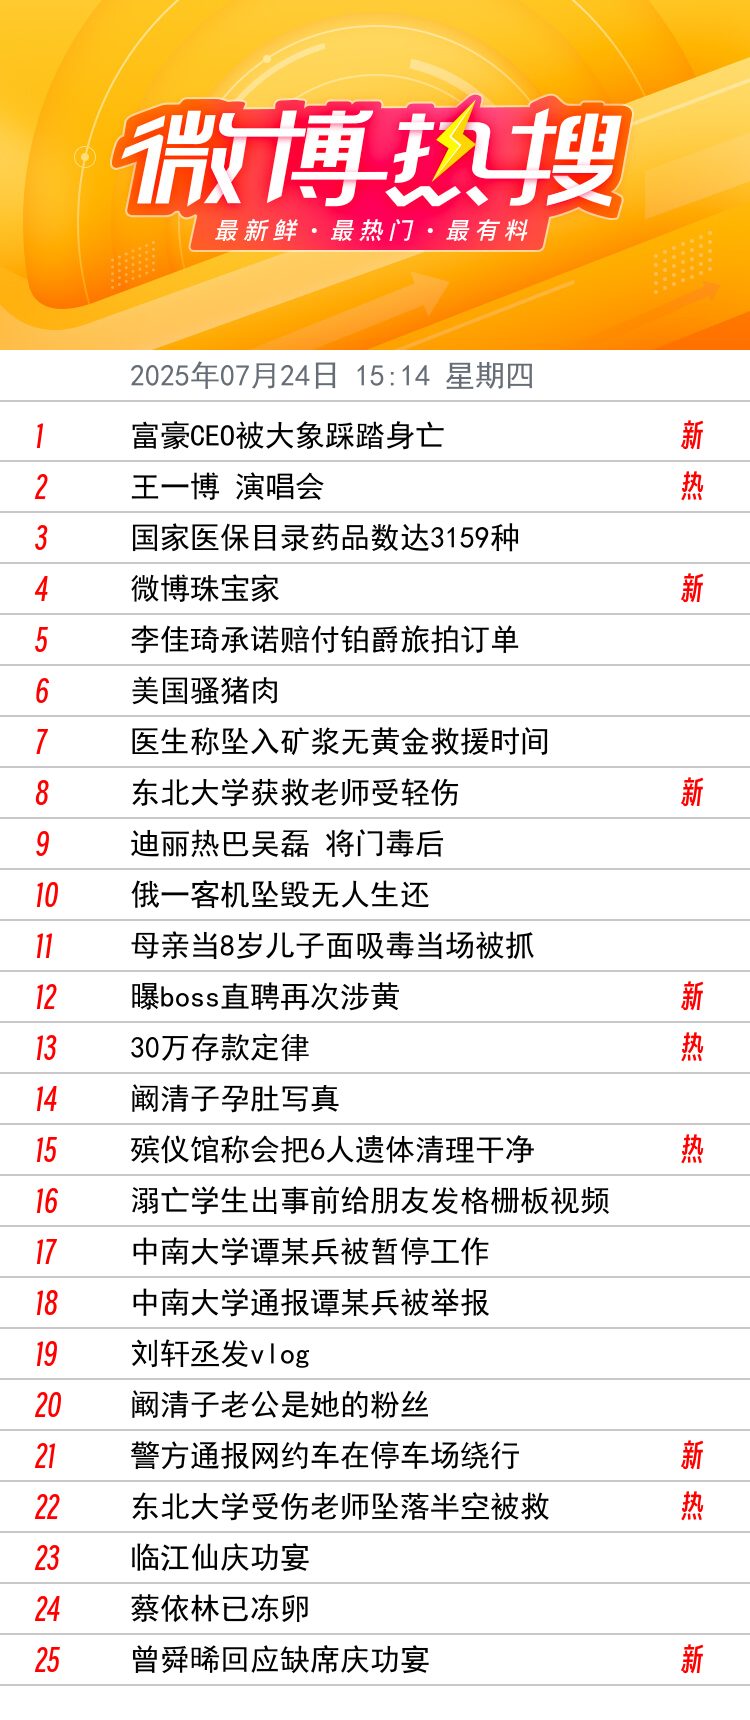 微博热搜
最新鲜·最热门·最有料
2025年07月24日 15:14 星期四
1 富豪CEO被大象踩踏身亡 新
2 王一博 演唱会 热
3 国家医保目录药品数达3159种
4 微博珠宝家 新
5 李佳琦承诺赔付铂爵旅拍订单
6 美国骚猪肉
7 医生称坠入矿浆无黄金救援时间
8 东北大学获救老师受轻伤 新
9 迪丽热巴吴磊 将门毒后
10 俄一客机坠毁无人生还
11 母亲当8岁儿子面吸毒当场被抓
12 曝boss直聘再次涉黄 新
13 30万存款定律 热
14 阚清子孕肚写真
15 殡仪馆称会把6人遗体清理干净 热
16 溺亡学生出事前给朋友发格栅板视频
17 中南大学谭某兵被暂停工作
18 中南大学通报谭某兵被举报
19 刘轩丞发vlog
20 阚清子老公是她的粉丝
21 警方通报网约车在停车场绕行 新
22 东北大学受伤老师坠落半空被救 热
23 临江仙庆功宴
24 蔡依林已冻卵
25 曾舜晞回应缺席庆功宴 新